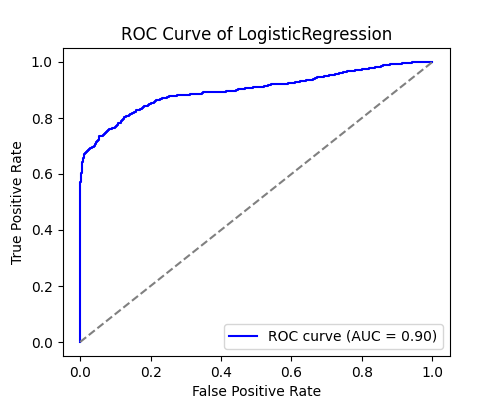 ROC Curve of LogisticRegression
True Positive Rate
1.0
0.8
0.6
0.4
0.2
0.0
ROC curve (AUC = 0.90)
0.0 0.2 0.4 0.6 0.8 1.0
False Positive Rate